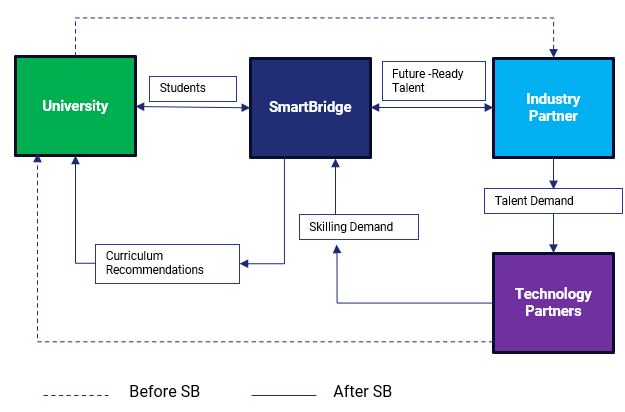 University
Students
SmartBridge
Future -Ready
Talent
Industry
Partner
Talent Demand
Skilling Demand
Curriculum
Recommendations
Technology
Partners
Before SB
After SB